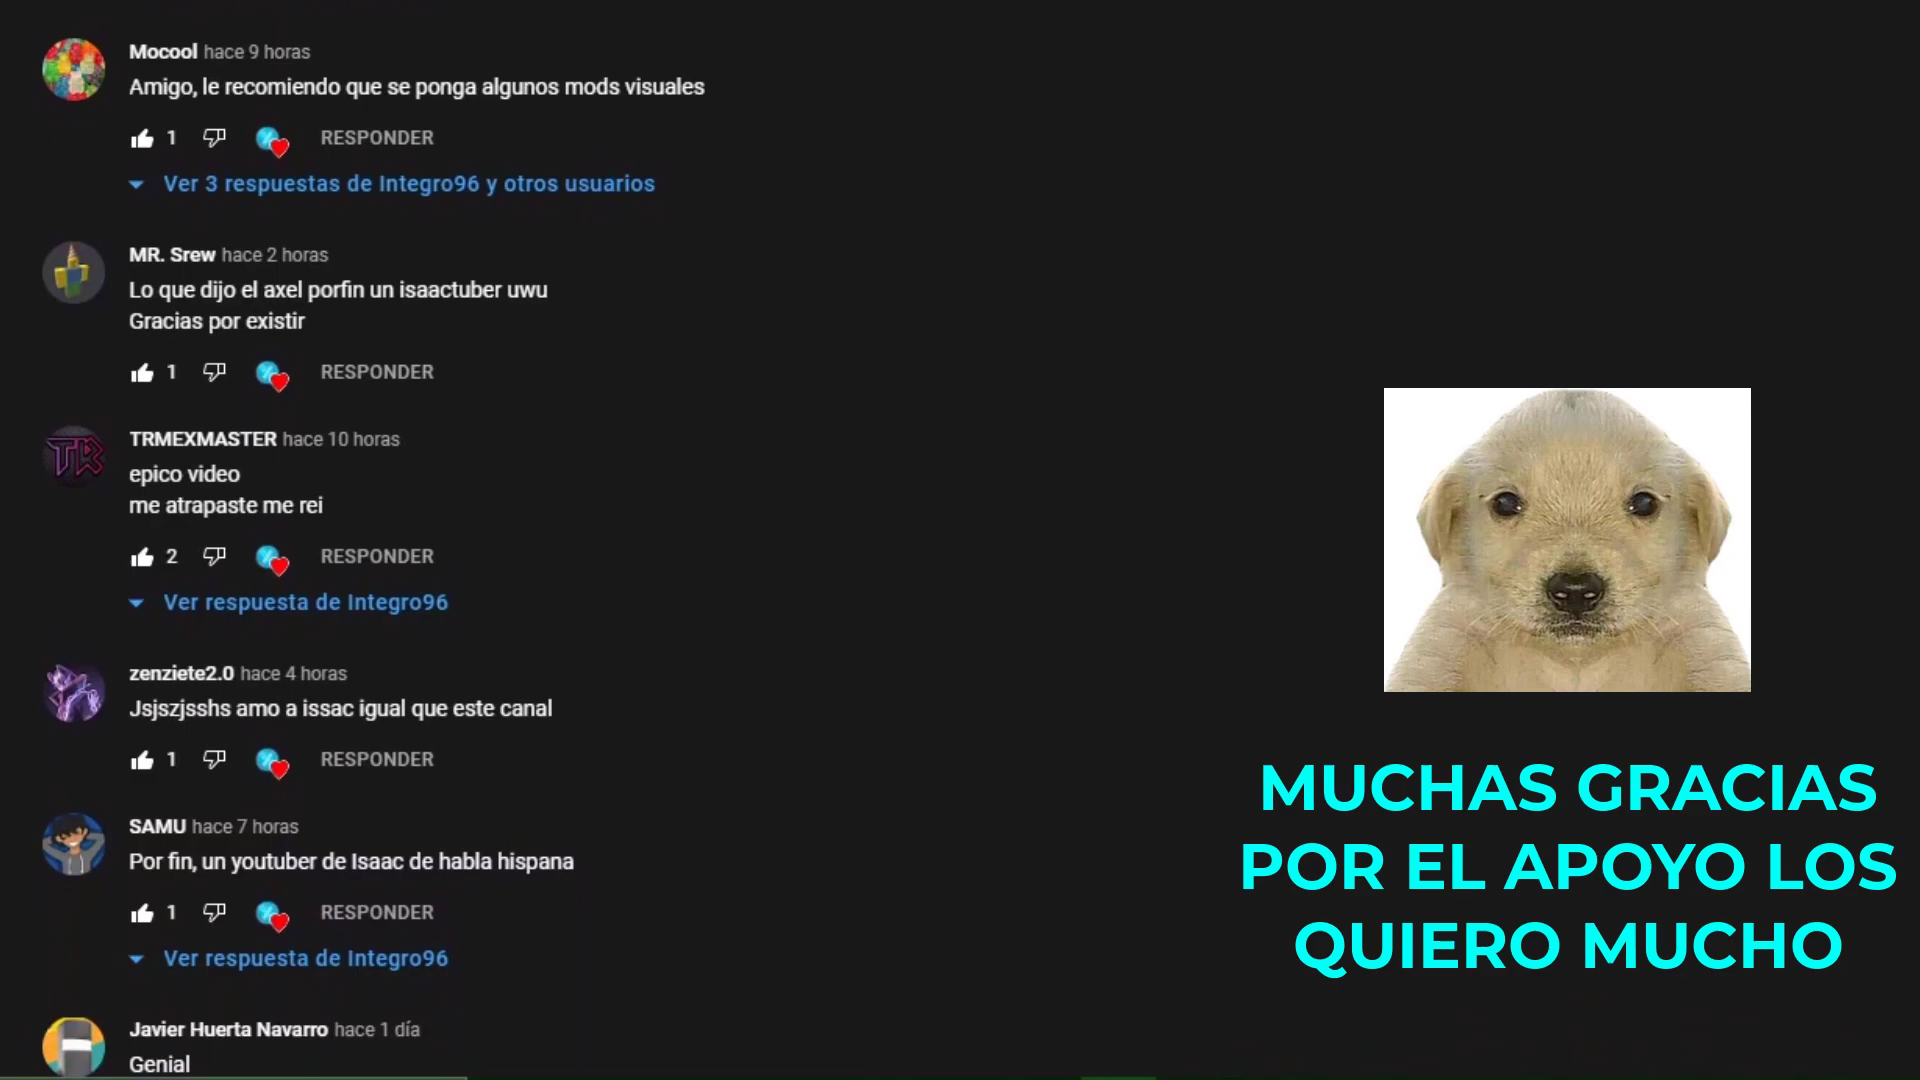 Mocool hace 9 horas
Amigo, le recomiendo que se ponga algunos mods visuales
1 RESPONDER
Ver 3 respuestas de Integro96 y otros usuarios
MR. Srew hace 2 horas
Lo que dijo el axel porfin un isaactuber uwu
Gracias por existir
1 RESPONDER
TRMEXMASTER hace 10 horas
epico video
me atrapaste me rei
2 RESPONDER
Ver respuesta de Integro96
zenziete2.0 hace 4 horas
Jsjszjsshs amo a issac igual que este canal
1 RESPONDER
SAMU hace 7 horas
Por fin, un youtuber de Isaac de habla hispana
1 RESPONDER
Ver respuesta de Integro96
Javier Huerta Navarro hace 1 día
Genial
MUCHAS GRACIAS
POR EL APOYO LOS
QUIERO MUCHO